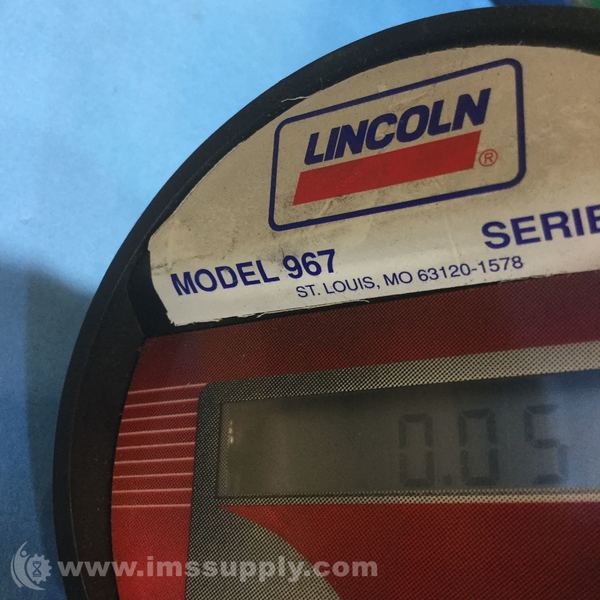 LINCOLN
®
SERIE
MODEL 967
ST. LOUIS, MO 63120-1578
0.05
www.imssupply.com